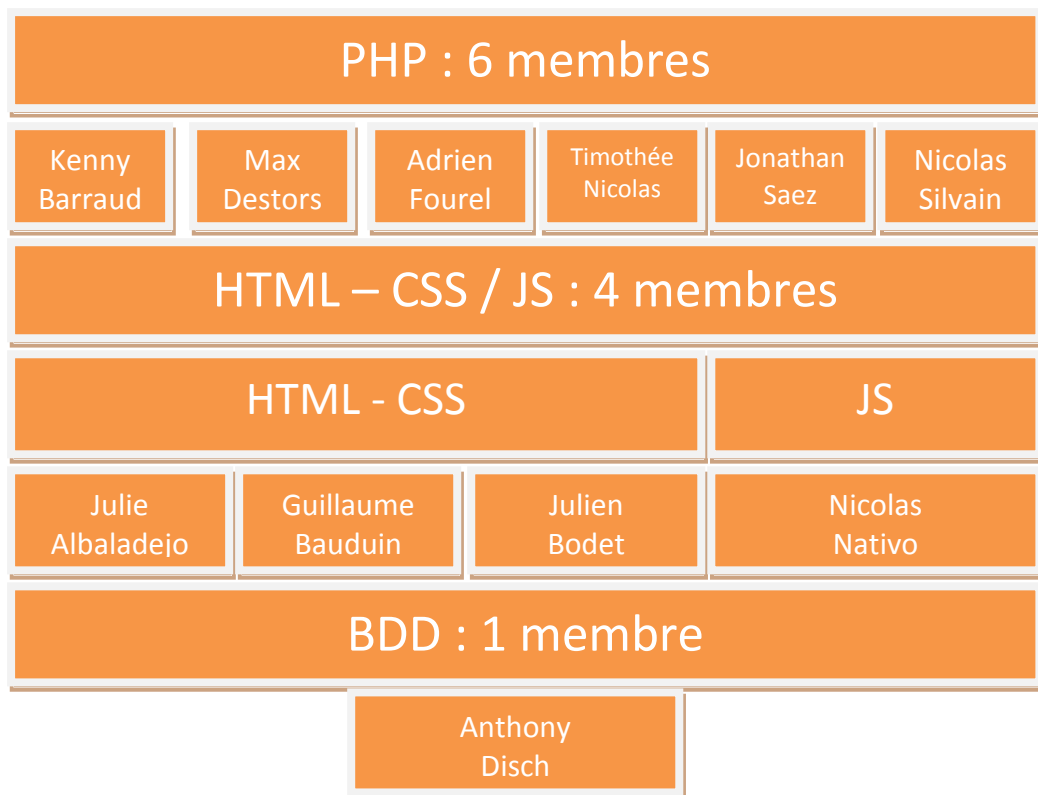 PHP : 6 membres
Kenny
Barraud
Max
Destors
Adrien
Fourel
Timothée
Nicolas
Jonathan
Saez
Nicolas
Silvain
HTML – CSS / JS : 4 membres
HTML - CSS
JS
Julie
Albaladejo
Guillaume
Bauduin
Julien
Bodet
Nicolas
Nativo
BDD : 1 membre
Anthony
Disch